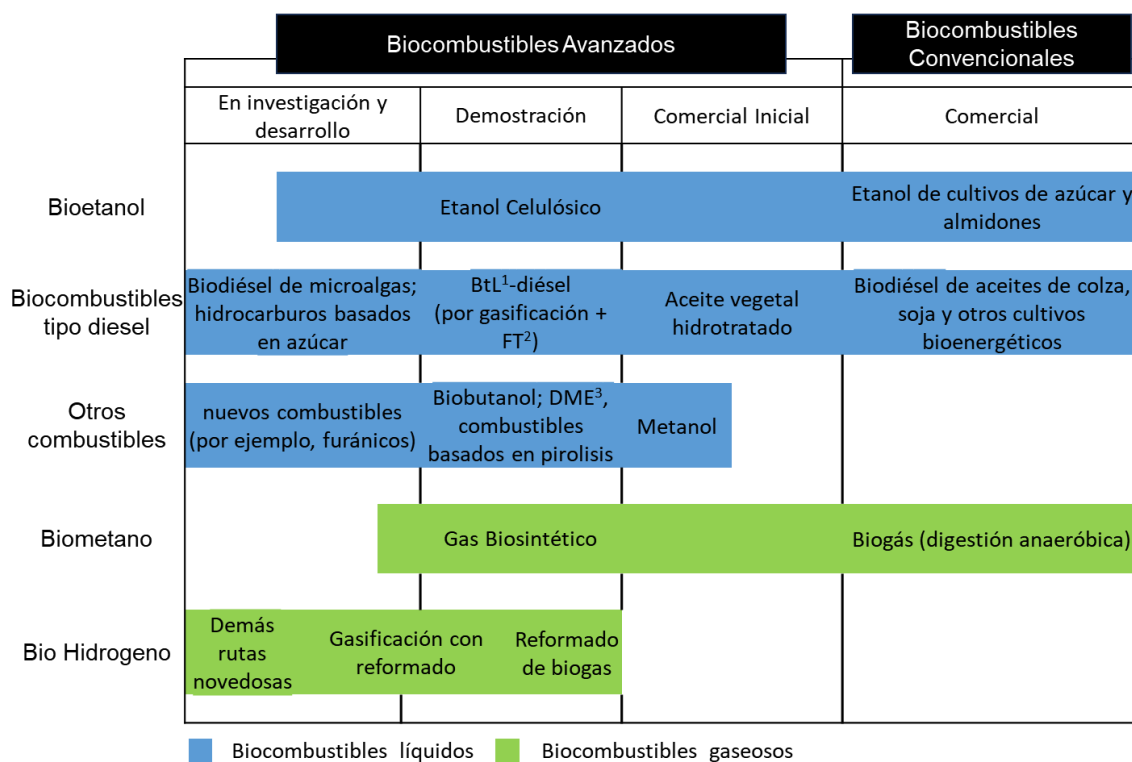 Biocombustibles Avanzados
Biocombustibles
Convencionales
En investigación y
desarrollo
Demostración
Comercial Inicial
Comercial
Bioetanol
Etanol Celulósico
Etanol de cultivos de azúcar y
almidones
Biocombustibles
tipo diesel
Biodiésel de microalgas;
hidrocarburos basados
en azúcar
BtL¹-diésel
(por gasificación +
FT²)
Aceite vegetal
hidrotratado
Biodiésel de aceites de colza,
soja y otros cultivos
bioenergéticos
Otros
combustibles
nuevos combustibles
(por ejemplo, furánicos)
Biobutanol; DME³,
combustibles
basados en pirolisis
Metanol
Biometano
Gas Biosintético
Biogás (digestión anaeróbica)
Bio Hidrogeno
Demás
rutas
novedosas
Gasificación con
reformado
Reformado
de biogas
Biocombustibles líquidos
Biocombustibles gaseosos